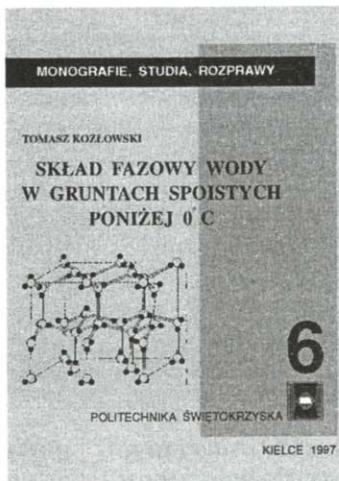 MONOGRAFIE, STUDIA, ROZPRAWY
TOMASZ KOZŁOWSKI
SKŁAD FAZOWY WODY
W GRUNTACH SPOISTYCH
PONIŻEJ 0°C
6
POLITECHNIKA ŚWIĘTOKRZYSKA
KIELCE 1997